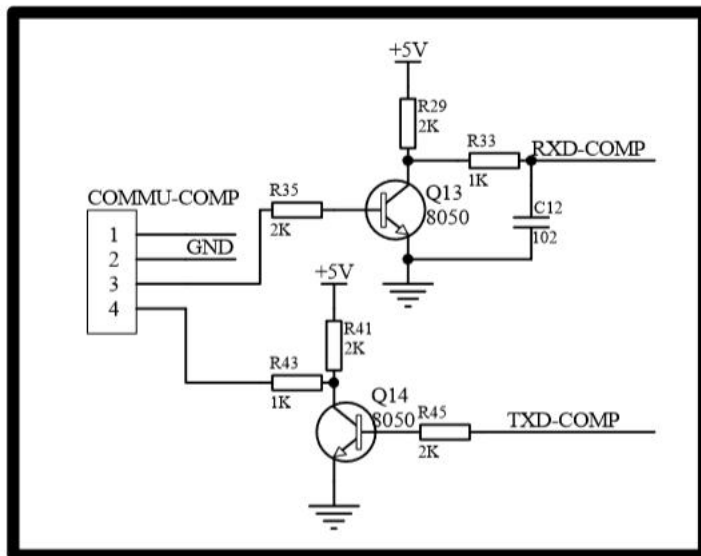 +5V
R29
2K
R33
RXD-COMP
1K
COMMU-COMP
R35
2K
Q13
8050
C12
102
1
GND
2
3
4
+5V
R41
2K
R43
1K
Q14
8050
R45
2K
TXD-COMP